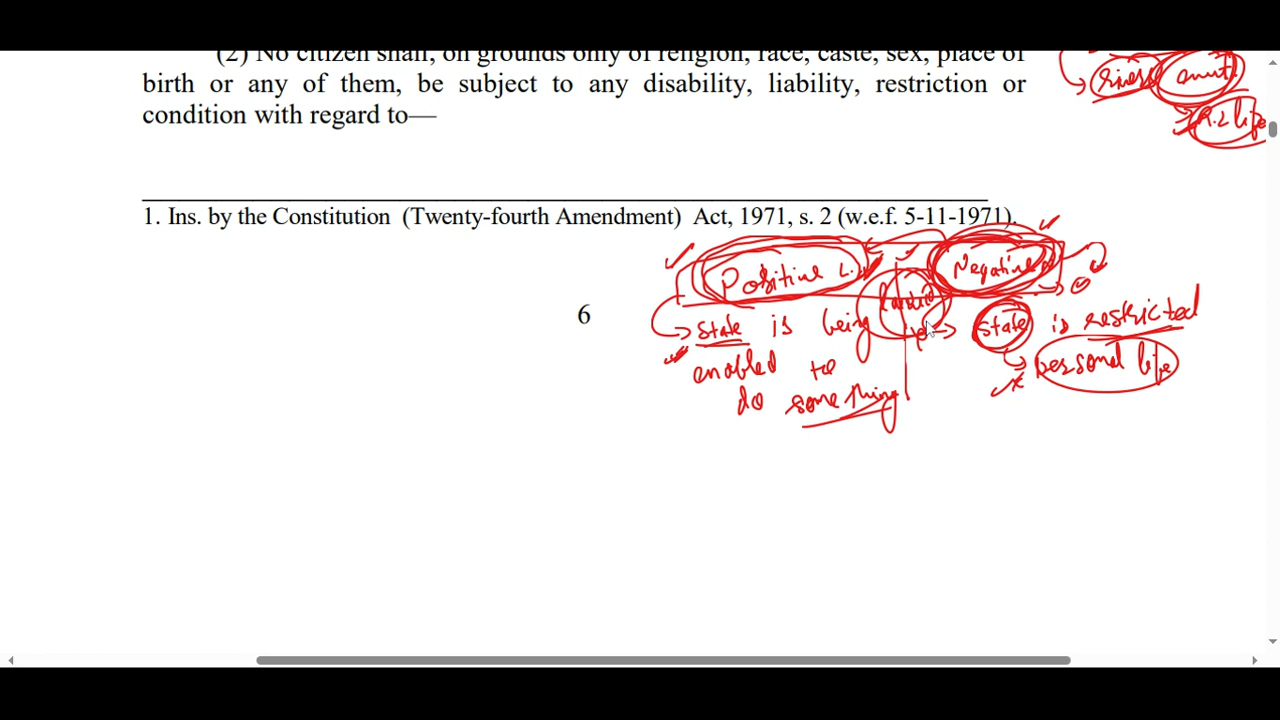 (2) No citizen shall, on grounds only of religion, race, caste, sex, place of
birth or any of them, be subject to any disability, liability, restriction or
condition with regard to—
R.L life
1. Ins. by the Constitution (Twenty-fourth Amendment) Act, 1971, s. 2 (w.e.f. 5-11-1971).
Positive L.
Negative
6
State is being
enabled to
do something
State is restricted
personal life